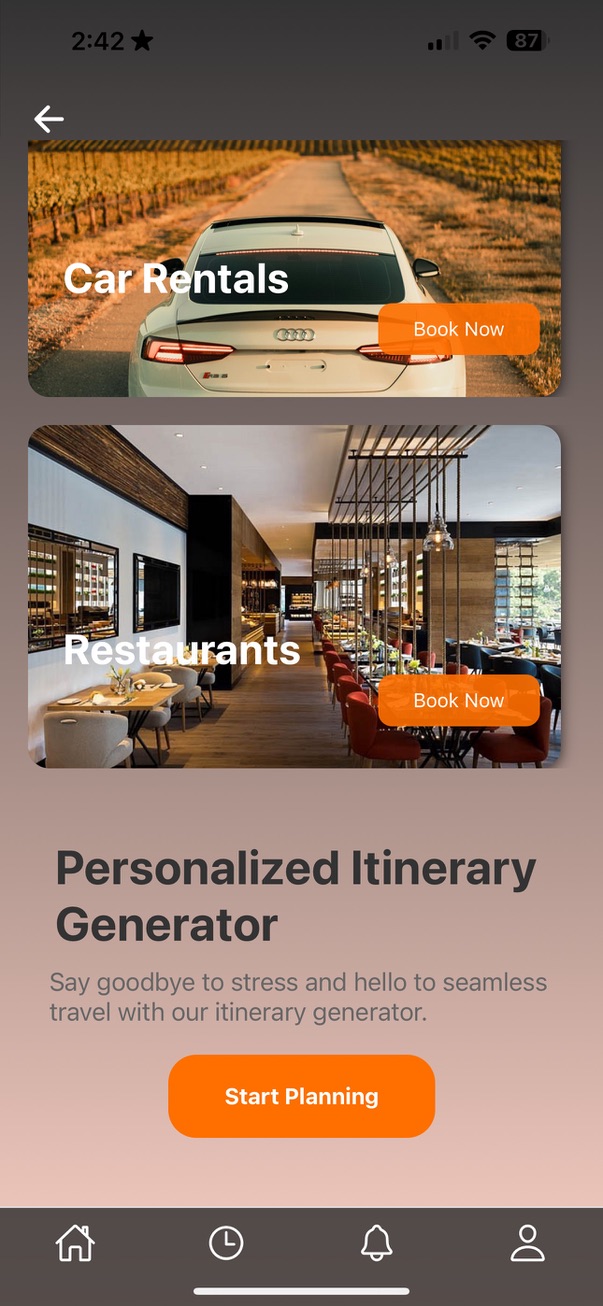 2:42
87
Car Rentals
Book Now
Restaurants
Book Now
Personalized Itinerary
Generator
Say goodbye to stress and hello to seamless
travel with our itinerary generator.
Start Planning